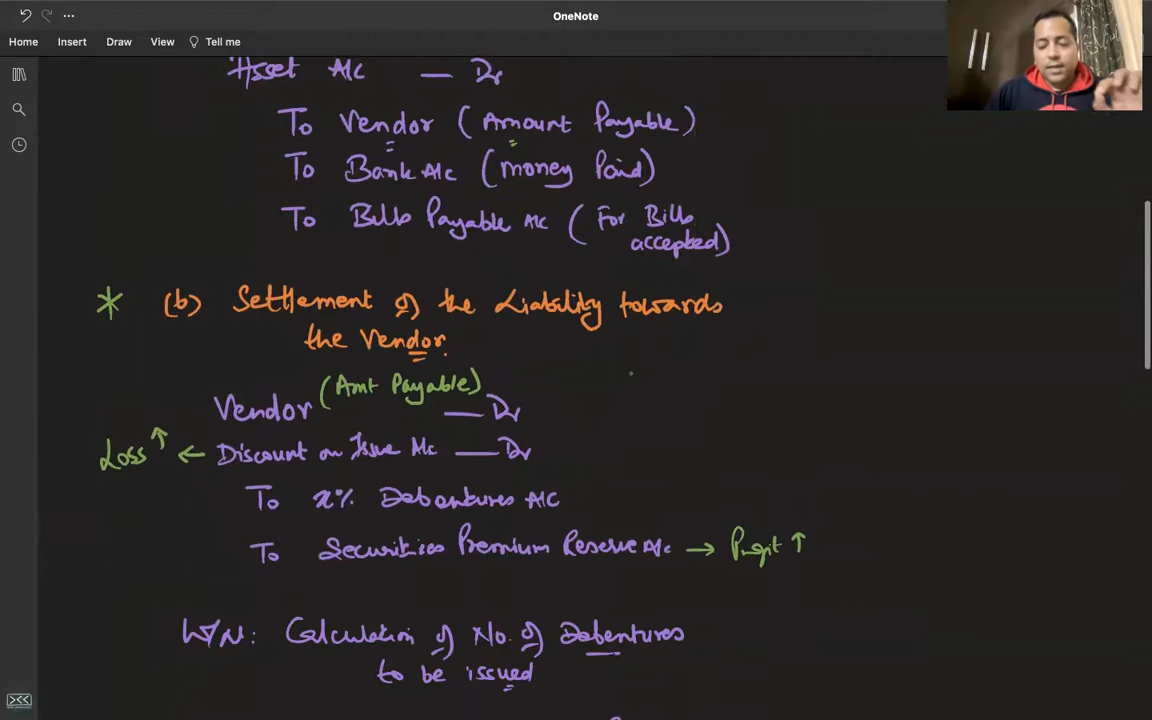 OneNote
Home Insert Draw View Tell me
Asset A/c — Dr
To Vendor (Amount Payable)
To Bank A/c (Money Paid)
To Bills Payable A/c (For Bills
accepted)
* (b) Settlement of the Liability towards
the Vendor.
(Amt Payable)
Vendor — Dr
Loss ↑ ← Discount on Issue A/c — Dr
To x% Debentures A/c
To Securities Premium Reserve A/c → Profit ↑
W/N: Calculation of No. of Debentures
to be issued